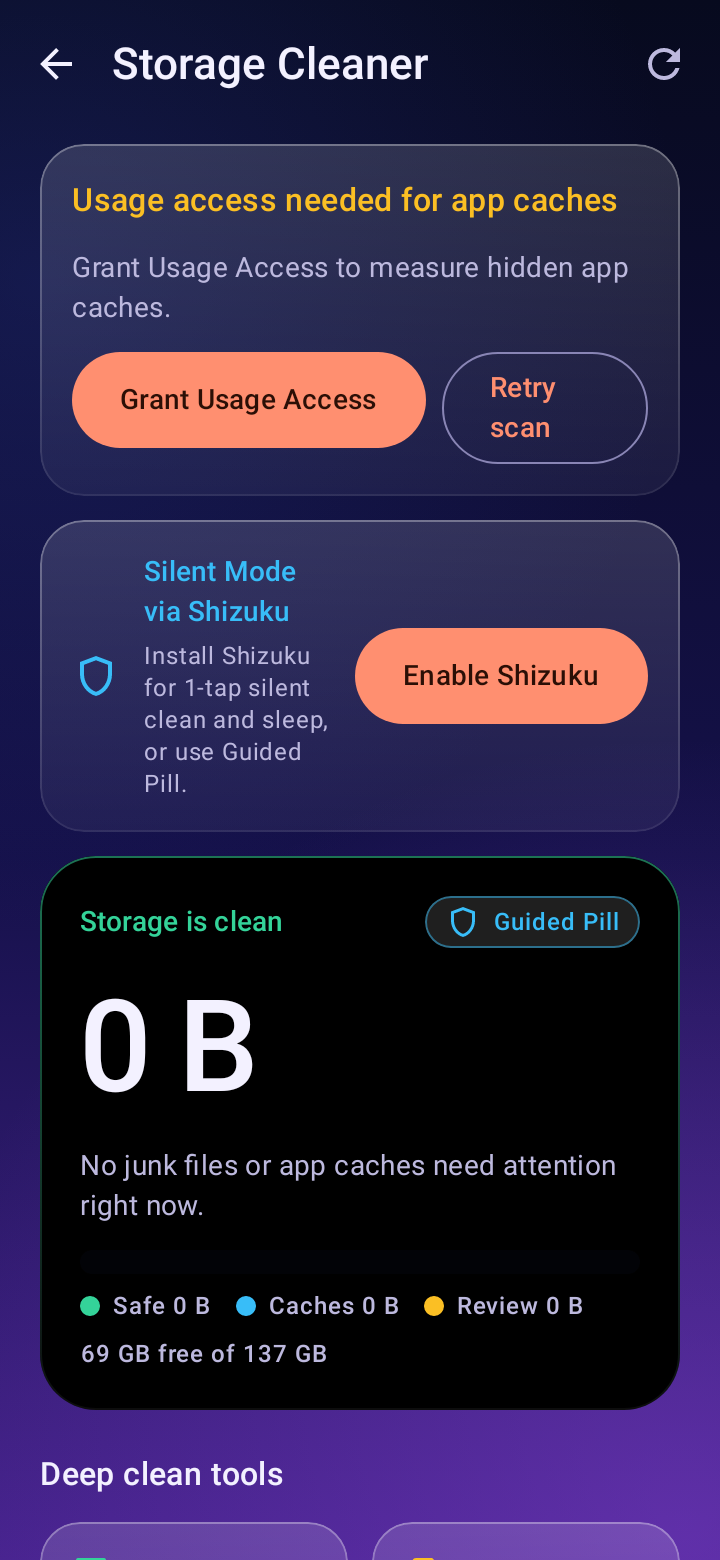 Storage Cleaner
Usage access needed for app caches
Grant Usage Access to measure hidden app
caches.
Grant Usage Access
Retry
scan
Silent Mode
via Shizuku
Install Shizuku
for 1-tap silent
clean and sleep,
or use Guided
Pill.
Enable Shizuku
Storage is clean
Guided Pill
0 B
No junk files or app caches need attention
right now.
Safe 0 B
Caches 0 B
Review 0 B
69 GB free of 137 GB
Deep clean tools